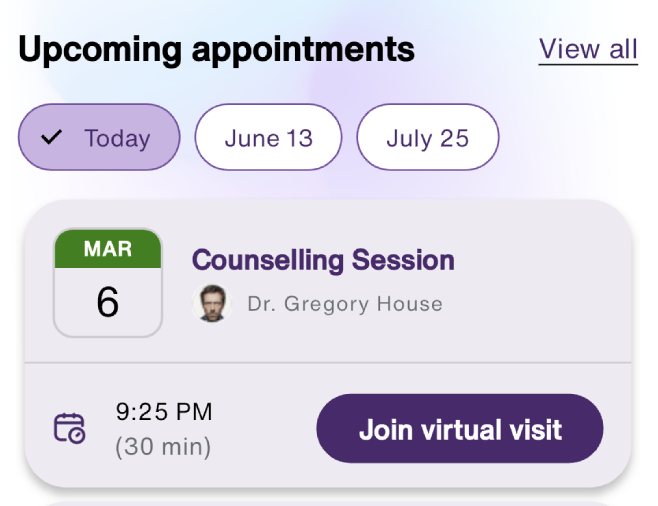 Upcoming appointments View all
Today June 13 July 25
MAR
6
Counselling Session
Dr. Gregory House
9:25 PM
(30 min)
Join virtual visit